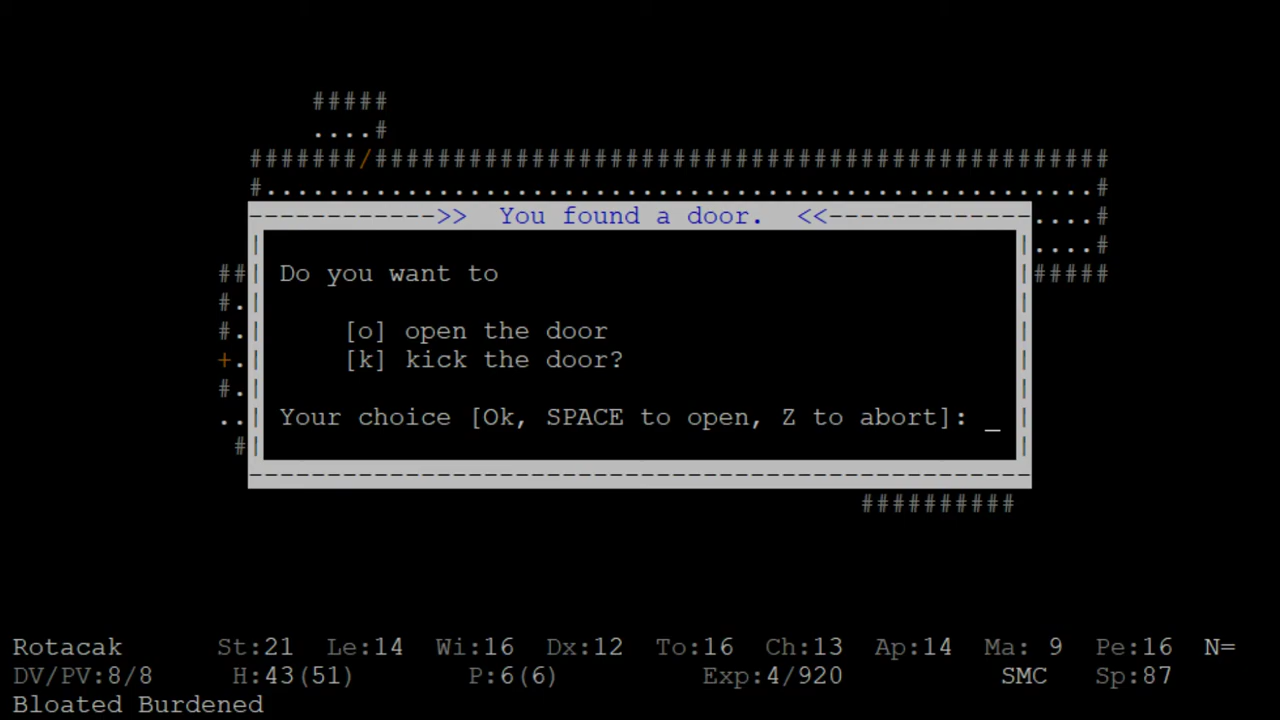 #####
....#
#######/###############################################
#.....................................................#
------------>>  You found a door.  <<-------------....#
|                                                |....#
##| Do you want to                                 |#####
#.|
#.|     [o] open the door                          |
+.|     [k] kick the door?                         |
#.|
..| Your choice [Ok, SPACE to open, Z to abort]: _ |
#|                                                |
--------------------------------------------------
##########
Rotacak      St:21  Le:14  Wi:16  Dx:12  To:16  Ch:13  Ap:14  Ma: 9  Pe:16  N=
DV/PV:8/8     H:43(51)       P:6(6)         Exp:4/920          SMC   Sp:87
Bloated Burdened